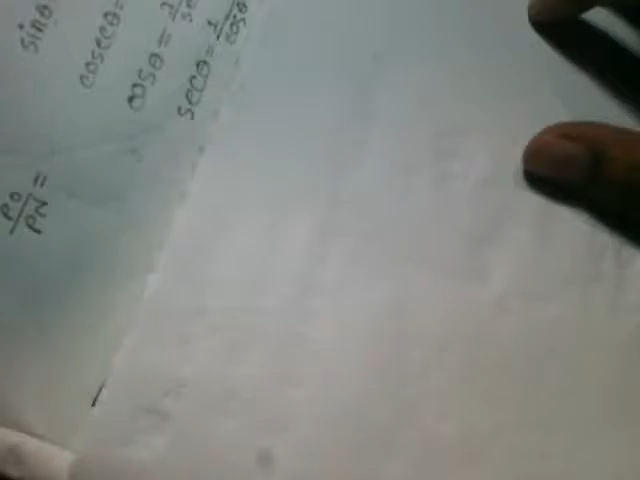 sinθ
cosecθ=
cosθ = 1/se
secθ = 1/cosθ
PO/PN =